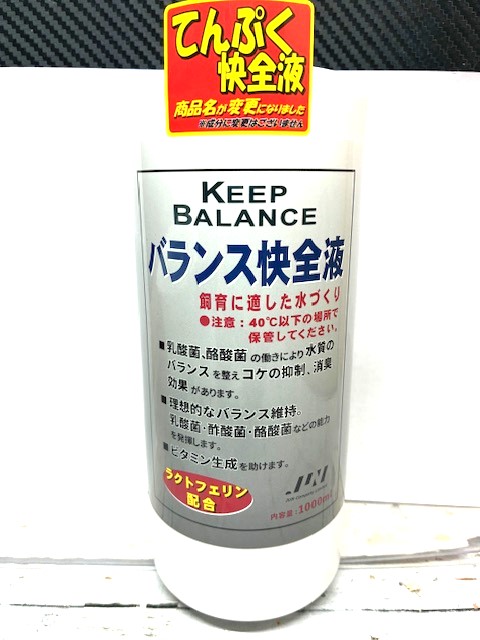 てんぷく
快全液
商品名が変更になりました
※成分に変更はございません
KEEP
BALANCE
バランス快全液
飼育に適した水づくり
●注意：40℃以下の場所で
保管してください。
■乳酸菌、酪酸菌の働きにより水質の
バランスを整えコケの抑制、消臭
効果があります。
■理想的なバランス維持。
乳酸菌・酢酸菌・酪酸菌などの能力
を発揮します。
■ビタミン生成を助けます。
ラクトフェリン
配合
内容量：1000ml